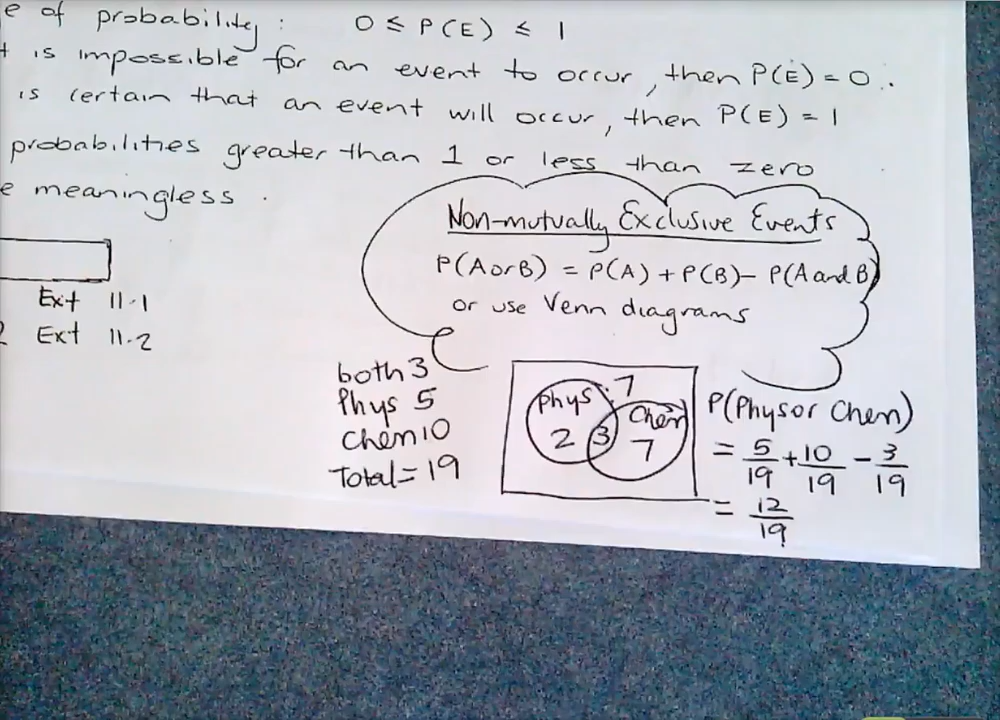 e of probability: 0 ≤ P(E) ≤ 1
t is impossible for an event to occur, then P(E) = 0.
is certain that an event will occur, then P(E) = 1
probabilities greater than 1 or less than zero
e meaningless.
Non-mutually Exclusive Events
P(A or B) = P(A) + P(B) - P(A and B)
or use Venn diagrams
Ext 11.1
2 Ext 11.2
both 3
Phys 5
Chem 10
Total = 19
Phys 7 Chem
2 3 7
P(Phys or Chem)
= 5/19 + 10/19 - 3/19
= 12/19